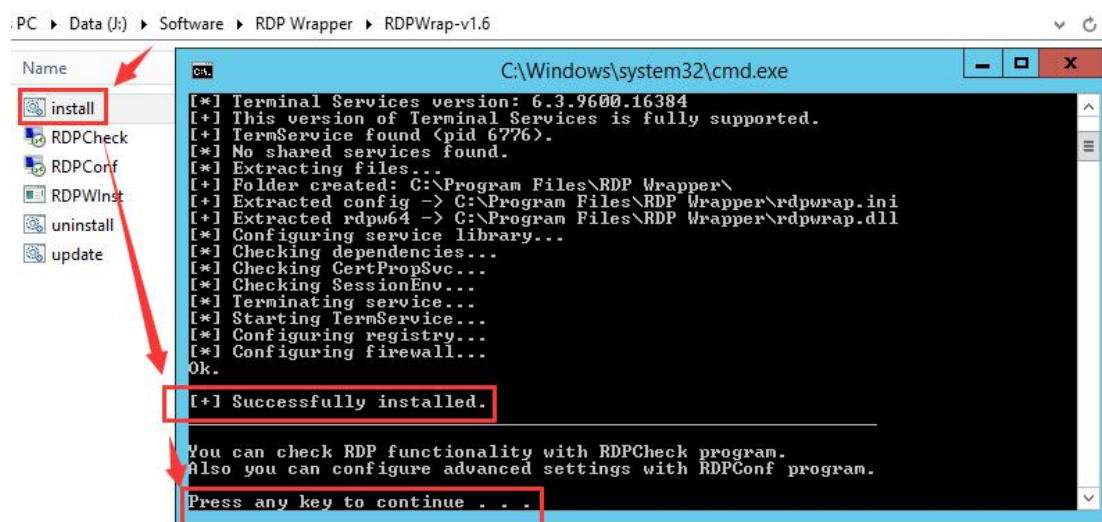 PC ▸ Data (J:) ▸ Software ▸ RDP Wrapper ▸ RDPWrap-v1.6
Name
install
RDPCheck
RDPConf
RDPWInst
uninstall
update
C:\Windows\system32\cmd.exe
[*] Terminal Services version: 6.3.9600.16384
[+] This version of Terminal Services is fully supported.
[+] TermService found (pid 6776).
[*] No shared services found.
[*] Extracting files...
[+] Folder created: C:\Program Files\RDP Wrapper\
[+] Extracted config -> C:\Program Files\RDP Wrapper\rdpwrap.ini
[+] Extracted rdpw64 -> C:\Program Files\RDP Wrapper\rdpwrap.dll
[*] Configuring service library...
[*] Checking dependencies...
[*] Checking CertPropSvc...
[*] Checking SessionEnv...
[*] Terminating service...
[*] Starting TermService...
[*] Configuring registry...
[*] Configuring firewall...
Ok.
[+] Successfully installed.
You can check RDP functionality with RDPCheck program.
Also you can configure advanced settings with RDPConf program.
Press any key to continue . . .